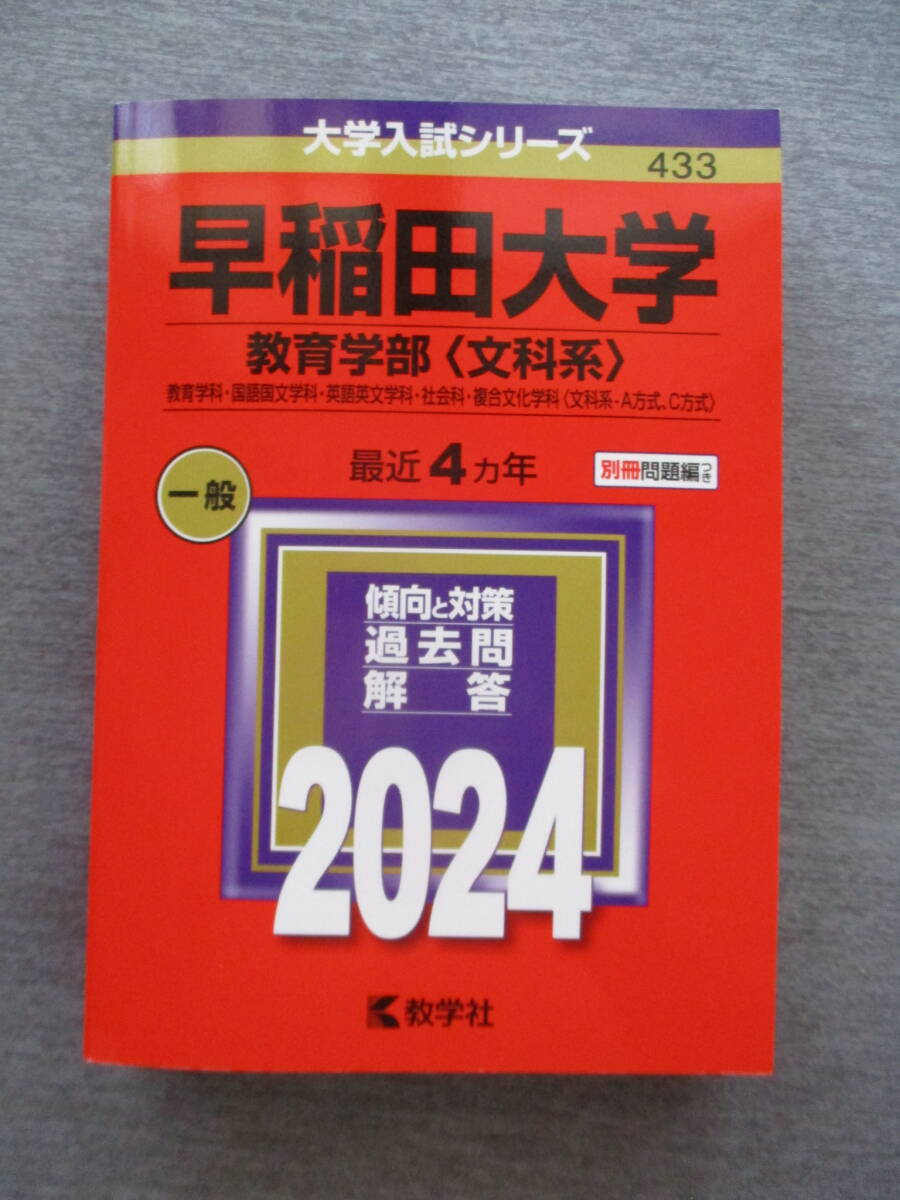 大学入試シリーズ
433
早稲田大学
教育学部〈文科系〉
教育学科・国語国文学科・英語英文学科・社会科・複合文化学科〈文科系-A方式、C方式〉
最近4カ年
別冊問題編つき
一般
傾向と対策
過去問
解答
2024
教学社